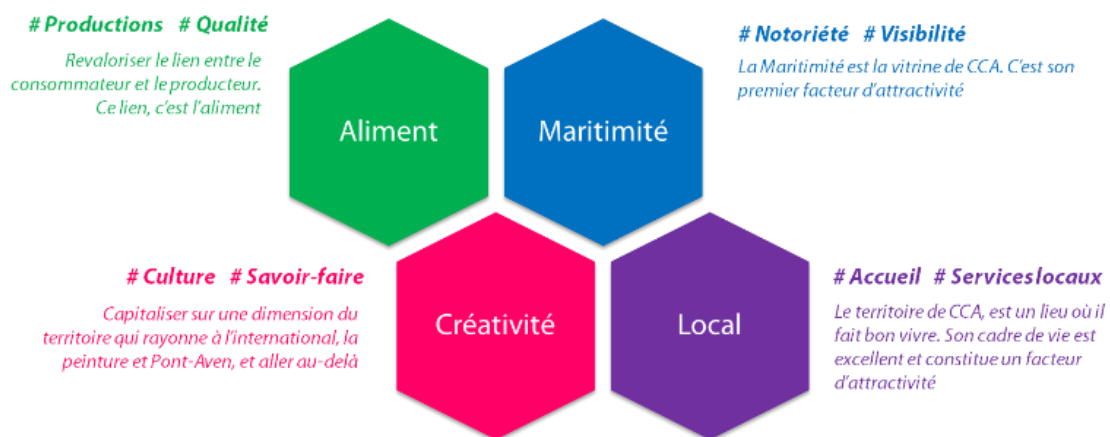 # Productions # Qualité
Revaloriser le lien entre le
consommateur et le producteur.
Ce lien, c'est l'aliment
Aliment
Maritimité
# Notoriété # Visibilité
La Maritimité est la vitrine de CCA. C'est son
premier facteur d'attractivité
# Culture # Savoir-faire
Capitaliser sur une dimension du
territoire qui rayonne à l'international, la
peinture et Pont-Aven, et aller au-delà
Créativité
Local
# Accueil # Services locaux
Le territoire de CCA, est un lieu où il
fait bon vivre. Son cadre de vie est
excellent et constitue un facteur
d'attractivité